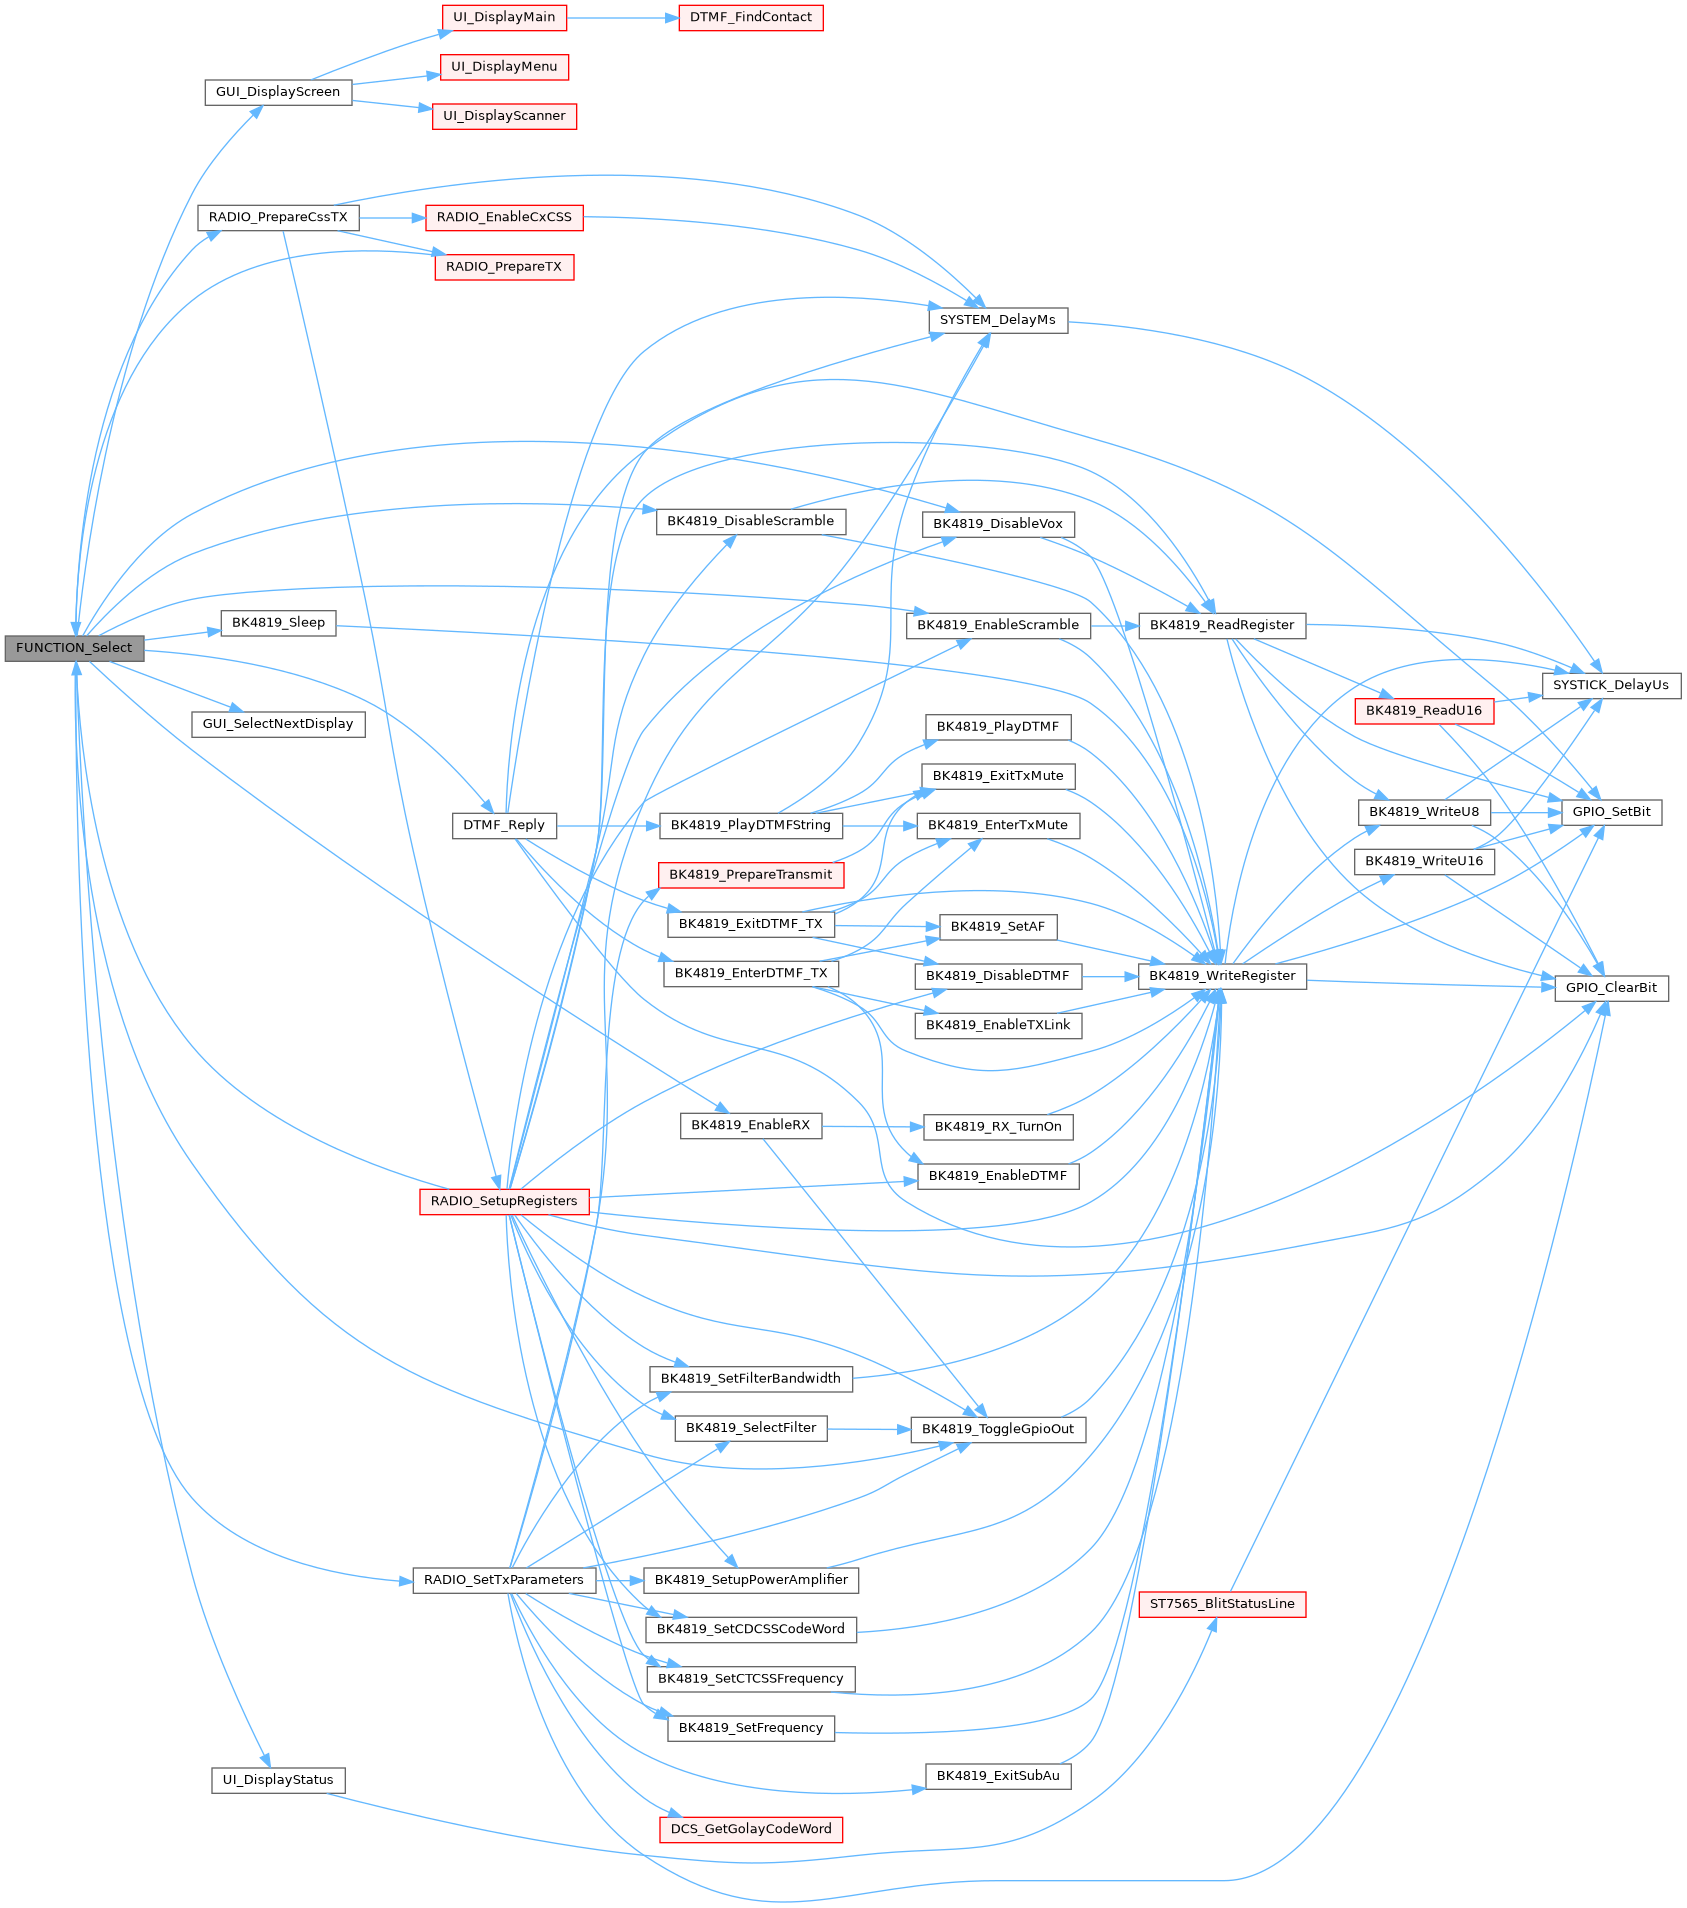 UI_DisplayMain
DTMF_FindContact
UI_DisplayMenu
GUI_DisplayScreen
UI_DisplayScanner
RADIO_PrepareCssTX
RADIO_EnableCxCSS
RADIO_PrepareTX
SYSTEM_DelayMs
BK4819_DisableScramble
BK4819_DisableVox
BK4819_Sleep
BK4819_EnableScramble
BK4819_ReadRegister
FUNCTION_Select
SYSTICK_DelayUs
BK4819_ReadU16
GUI_SelectNextDisplay
BK4819_PlayDTMF
BK4819_ExitTxMute
BK4819_WriteU8
GPIO_SetBit
DTMF_Reply
BK4819_PlayDTMFString
BK4819_EnterTxMute
BK4819_WriteU16
BK4819_PrepareTransmit
BK4819_ExitDTMF_TX
BK4819_SetAF
BK4819_EnterDTMF_TX
BK4819_DisableDTMF
BK4819_WriteRegister
GPIO_ClearBit
BK4819_EnableTXLink
BK4819_EnableRX
BK4819_RX_TurnOn
BK4819_EnableDTMF
RADIO_SetupRegisters
BK4819_SetFilterBandwidth
BK4819_SelectFilter
BK4819_ToggleGpioOut
RADIO_SetTxParameters
BK4819_SetupPowerAmplifier
ST7565_BlitStatusLine
BK4819_SetCDCSSCodeWord
BK4819_SetCTCSSFrequency
BK4819_SetFrequency
BK4819_ExitSubAu
UI_DisplayStatus
DCS_GetGolayCodeWord